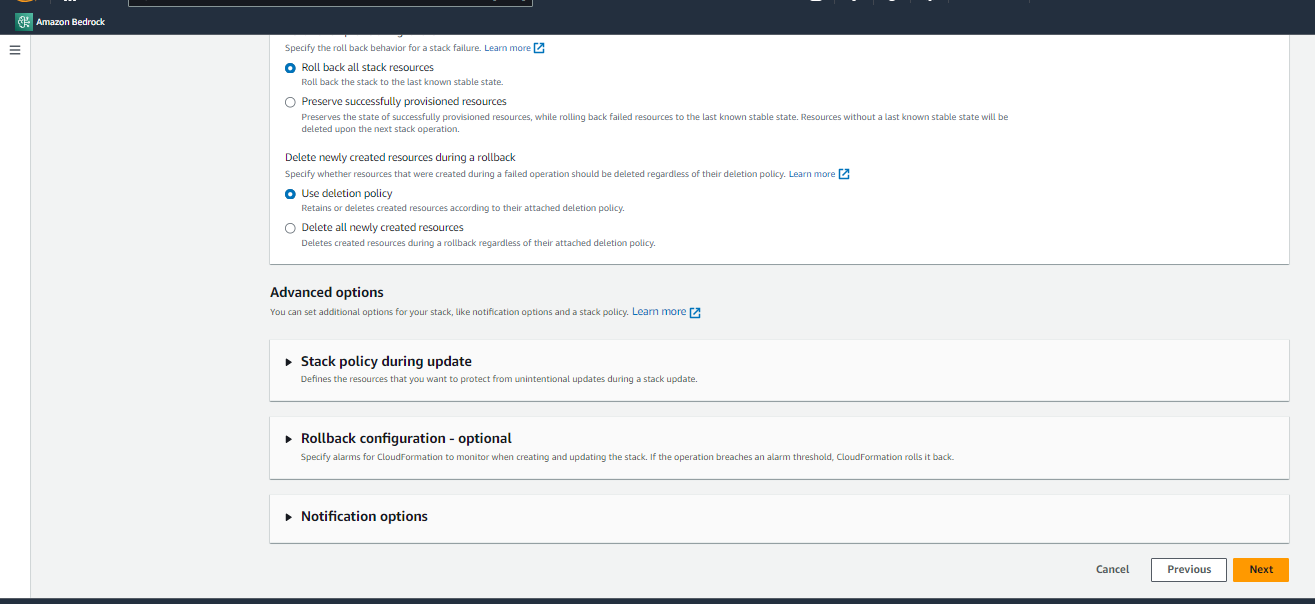 Amazon Bedrock
Specify the roll back behavior for a stack failure. Learn more
Roll back all stack resources
Roll back the stack to the last known stable state.
Preserve successfully provisioned resources
Preserves the state of successfully provisioned resources, while rolling back failed resources to the last known stable state. Resources without a last known stable state will be
deleted upon the next stack operation.
Delete newly created resources during a rollback
Specify whether resources that were created during a failed operation should be deleted regardless of their deletion policy. Learn more
Use deletion policy
Retains or deletes created resources according to their attached deletion policy.
Delete all newly created resources
Deletes created resources during a rollback regardless of their attached deletion policy.
Advanced options
You can set additional options for your stack, like notification options and a stack policy. Learn more
Stack policy during update
Defines the resources that you want to protect from unintentional updates during a stack update.
Rollback configuration - optional
Specify alarms for CloudFormation to monitor when creating and updating the stack. If the operation breaches an alarm threshold, CloudFormation rolls it back.
Notification options
Cancel
Previous
Next